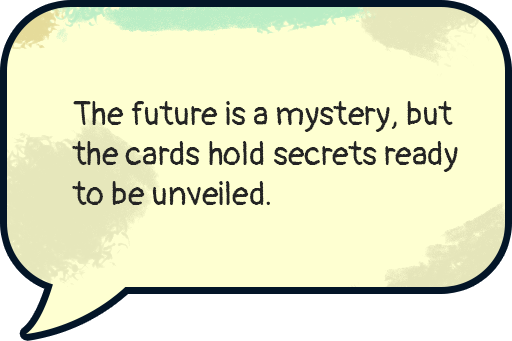 The future is a mystery, but
the cards hold secrets ready
to be unveiled.